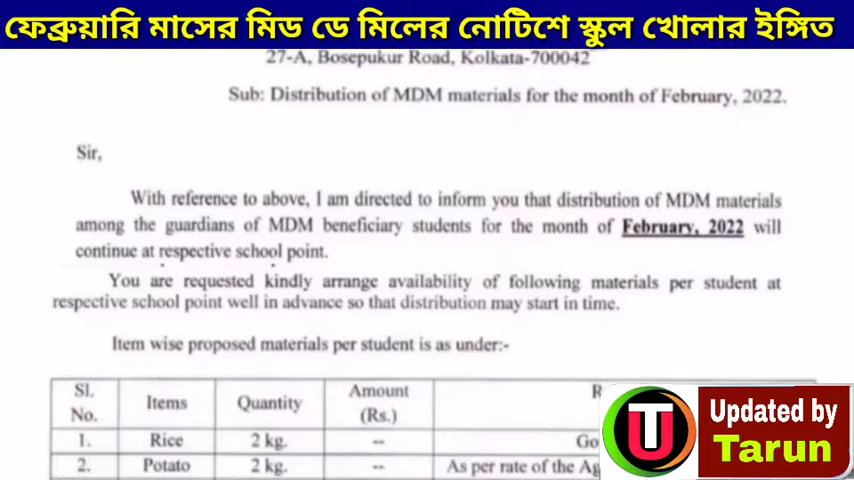 ফেব্রুয়ারি মাসের মিড ডে মিলের নোটিশে স্কুল খোলার ইঙ্গিত
27-A, Bosepukur Road, Kolkata-700042
Sub: Distribution of MDM materials for the month of February, 2022.
Sir,
With reference to above, I am directed to inform you that distribution of MDM materials
among the guardians of MDM beneficiary students for the month of February, 2022 will
continue at respective school point.
You are requested kindly arrange availability of following materials per student at
respective school point well in advance so that distribution may start in time.
Item wise proposed materials per student is as under:-
Sl. No. Items Quantity Amount (Rs.)
1. Rice 2 kg. --
2. Potato 2 kg. -- As per rate of the
TU
Updated by
Tarun